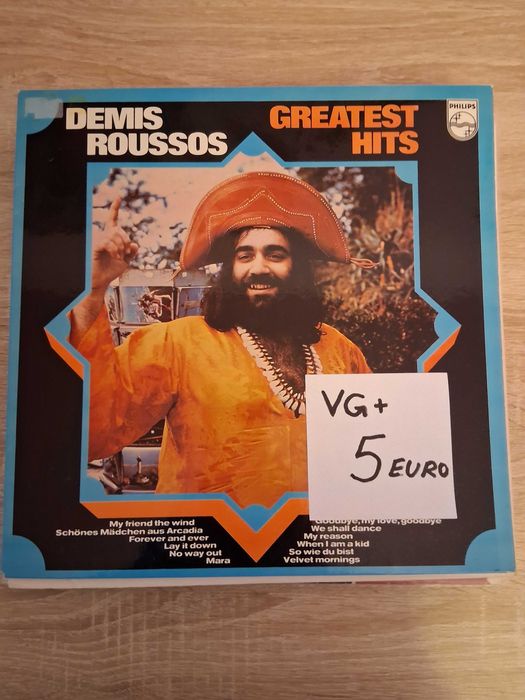 DEMIS
ROUSSOS
GREATEST
HITS
PHILIPS
VG+
5 EURO
My friend the wind
Schönes Mädchen aus Arcadia
Forever and ever
Lay it down
No way out
Mara
Goodbye, my love, goodbye
We shall dance
My reason
When I am a kid
So wie du bist
Velvet mornings